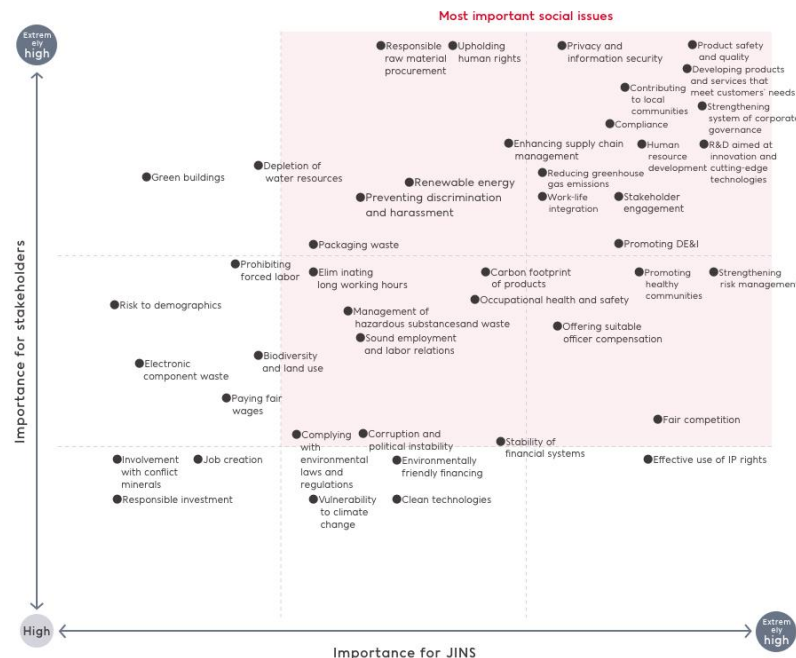 Most important social issues
Extrem
ely
high
Responsible
raw material
procurement
Upholding
human rights
Privacy and
information security
Product safety
and quality
Developing products
and services that
meet customers' needs
Contributing
to local
communities
Strengthening
system of corporate
governance
Compliance
Enhancing supply chain
management
Human
resource
development
R&D aimed at
innovation and
cutting-edge
technologies
Green buildings
Depletion of
water resources
Renewable energy
Preventing discrimination
and harassment
Reducing greenhouse
gas emissions
Work-life
integration
Stakeholder
engagement
Packaging waste
Promoting DE&I
Importance for stakeholders
Prohibiting
forced labor
Elim inating
long working hours
Carbon footprint
of products
Promoting
healthy
communities
Strengthening
risk management
Risk to demographics
Management of
hazardous substancesand waste
Occupational health and safety
Sound employment
and labor relations
Offering suitable
officer compensation
Electronic
component waste
Biodiversity
and land use
Paying fair
wages
Fair competition
Complying
with
environmental
laws and
regulations
Corruption and
political instability
Stability of
financial systems
Involvement
with conflict
minerals
Job creation
Environmentally
friendly financing
Effective use of IP rights
Responsible investment
Vulnerability
to climate
change
Clean technologies
High
Extrem
ely
high
Importance for JINS